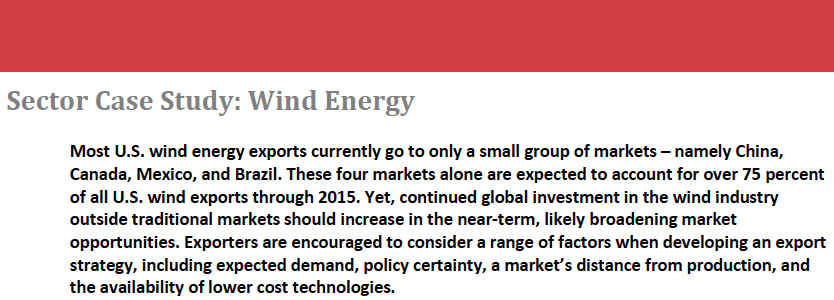 Sector Case Study: Wind Energy
Most U.S. wind energy exports currently go to only a small group of markets – namely China,
Canada, Mexico, and Brazil. These four markets alone are expected to account for over 75 percent
of all U.S. wind exports through 2015. Yet, continued global investment in the wind industry
outside traditional markets should increase in the near-term, likely broadening market
opportunities. Exporters are encouraged to consider a range of factors when developing an export
strategy, including expected demand, policy certainty, a market’s distance from production, and
the availability of lower cost technologies.